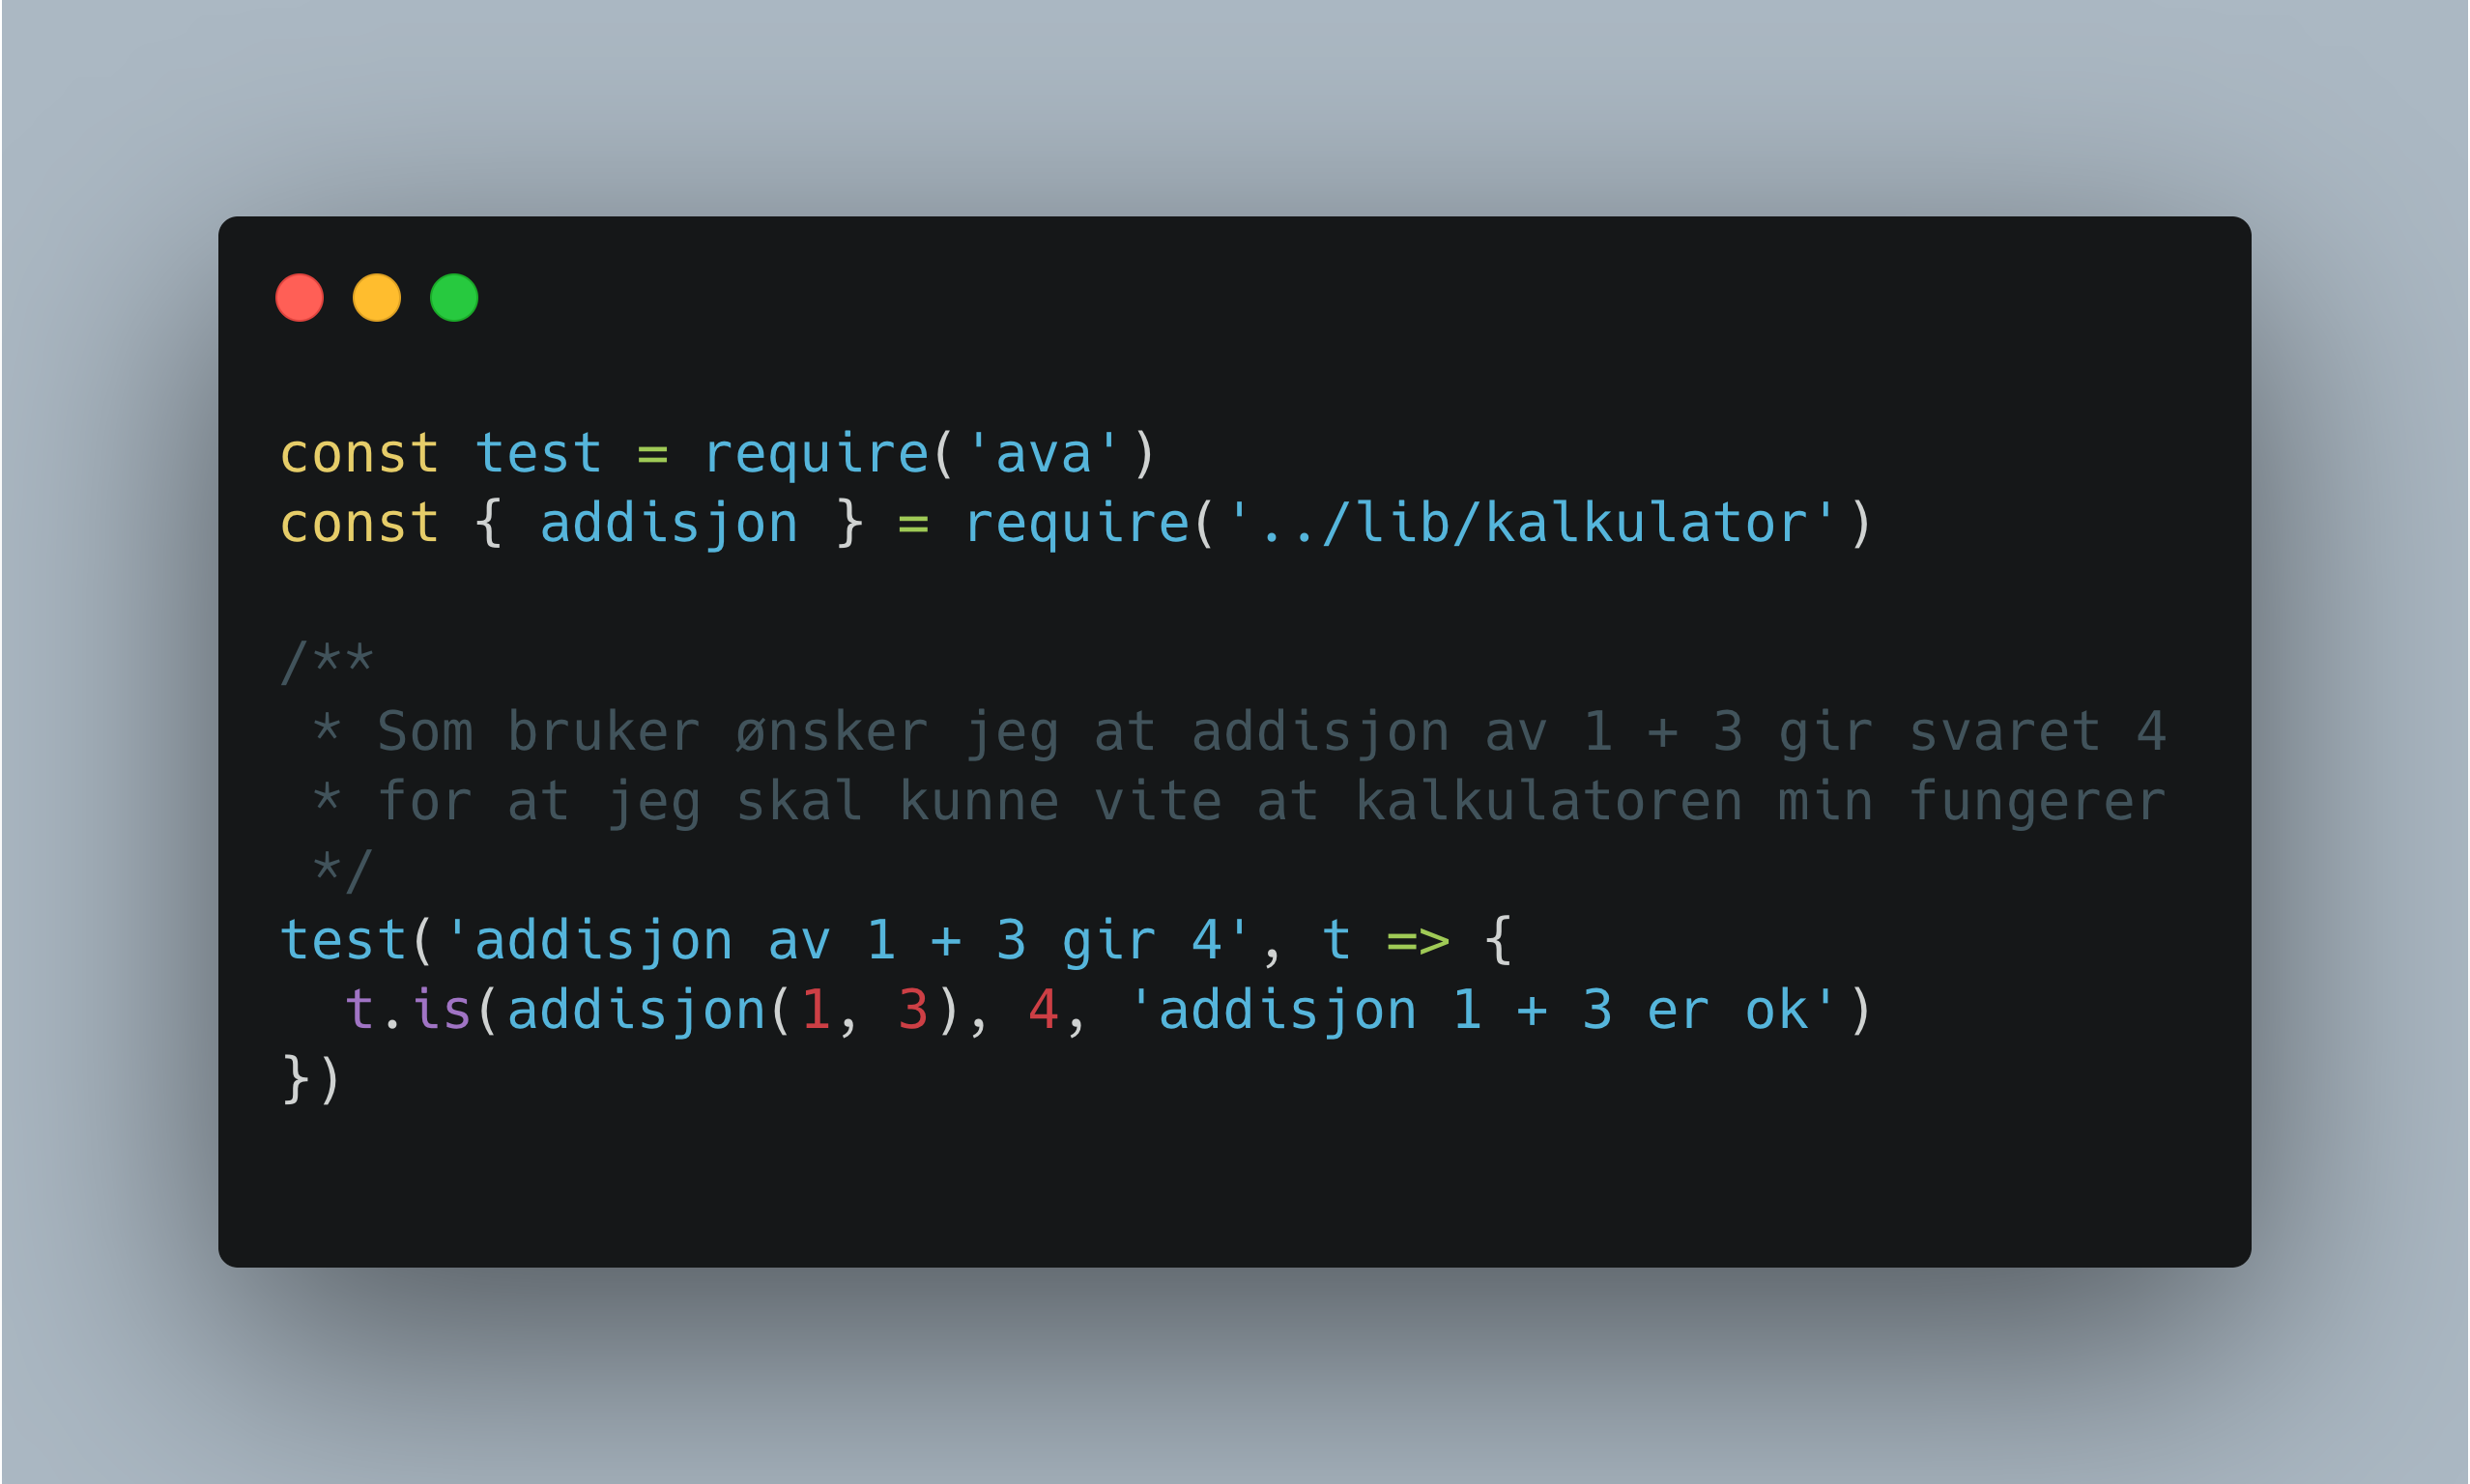 const test = require('ava')
const { addisjon } = require('../lib/kalkulator')
/**
 * Som bruker ønsker jeg at addisjon av 1 + 3 gir svaret 4
 * for at jeg skal kunne vite at kalkulatoren min fungerer
 */
test('addisjon av 1 + 3 gir 4', t => {
  t.is(addisjon(1, 3), 4, 'addisjon 1 + 3 er ok')
})